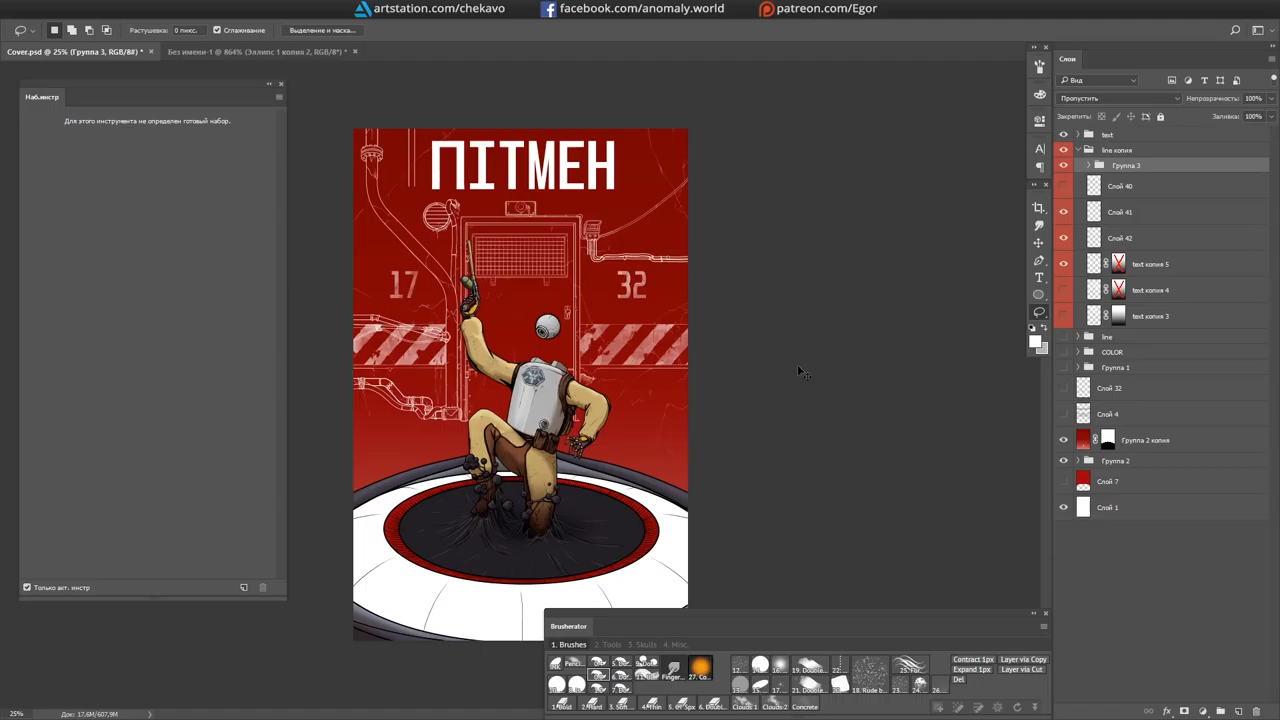 artstation.com/chekavo
facebook.com/anomaly.world
patreon.com/Egor
Растушевка: 0 пикс.
Сглаживание
Выделение и маска...
Cover.psd @ 25% (Группа 3, RGB/8#) *
Без имени-1 @ 864% (Эллипс 1 копия 2, RGB/8*) *
Наб.инстр
Для этого инструмента не определен готовый набор.
Только акт. инстр
ПІТМЕН
17
32
Слои
Вид
Пропустить
Непрозрачность: 100%
Закрепить:
Заливка: 100%
text
line копия
Группа 3
Слой 40
Слой 41
Слой 42
text копия 5
text копия 4
text копия 3
line
COLOR
Группа 1
Слой 32
Слой 4
Группа 2 копия
Группа 2
Слой 7
Слой 1
Brusherator
1. Brushes
2. Tools
3. Skulls
4. Misc.
Contract 1px
Layer via Copy
Expand 1px
Layer via Cut
Del
Clouds 1
Clouds 2
Concrete
25%
Док: 17,6M/607,9M